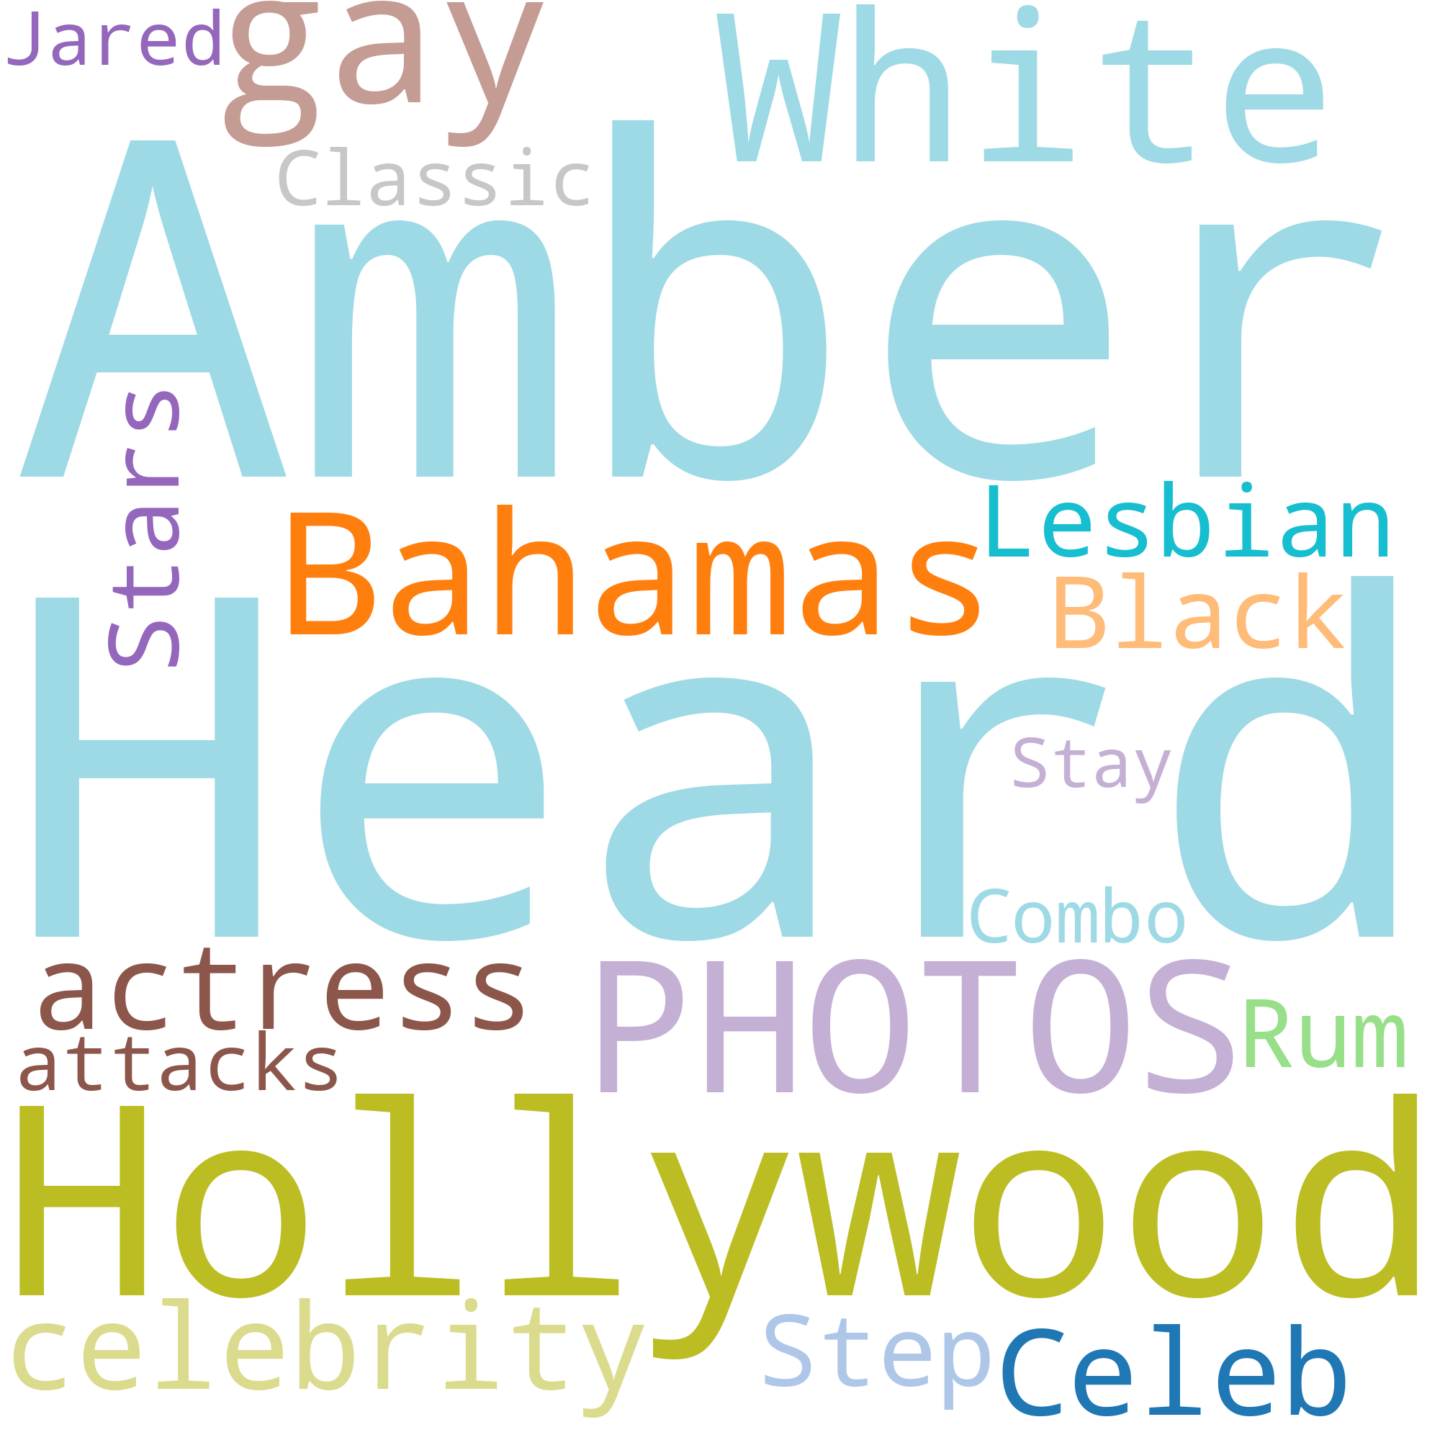 Jared
gay
White
Classic
Amber
Stars
Bahamas
Lesbian
Black
Heard
Stay
Combo
actress
PHOTOS
Rum
attacks
Hollywood
celebrity
Step
Celeb